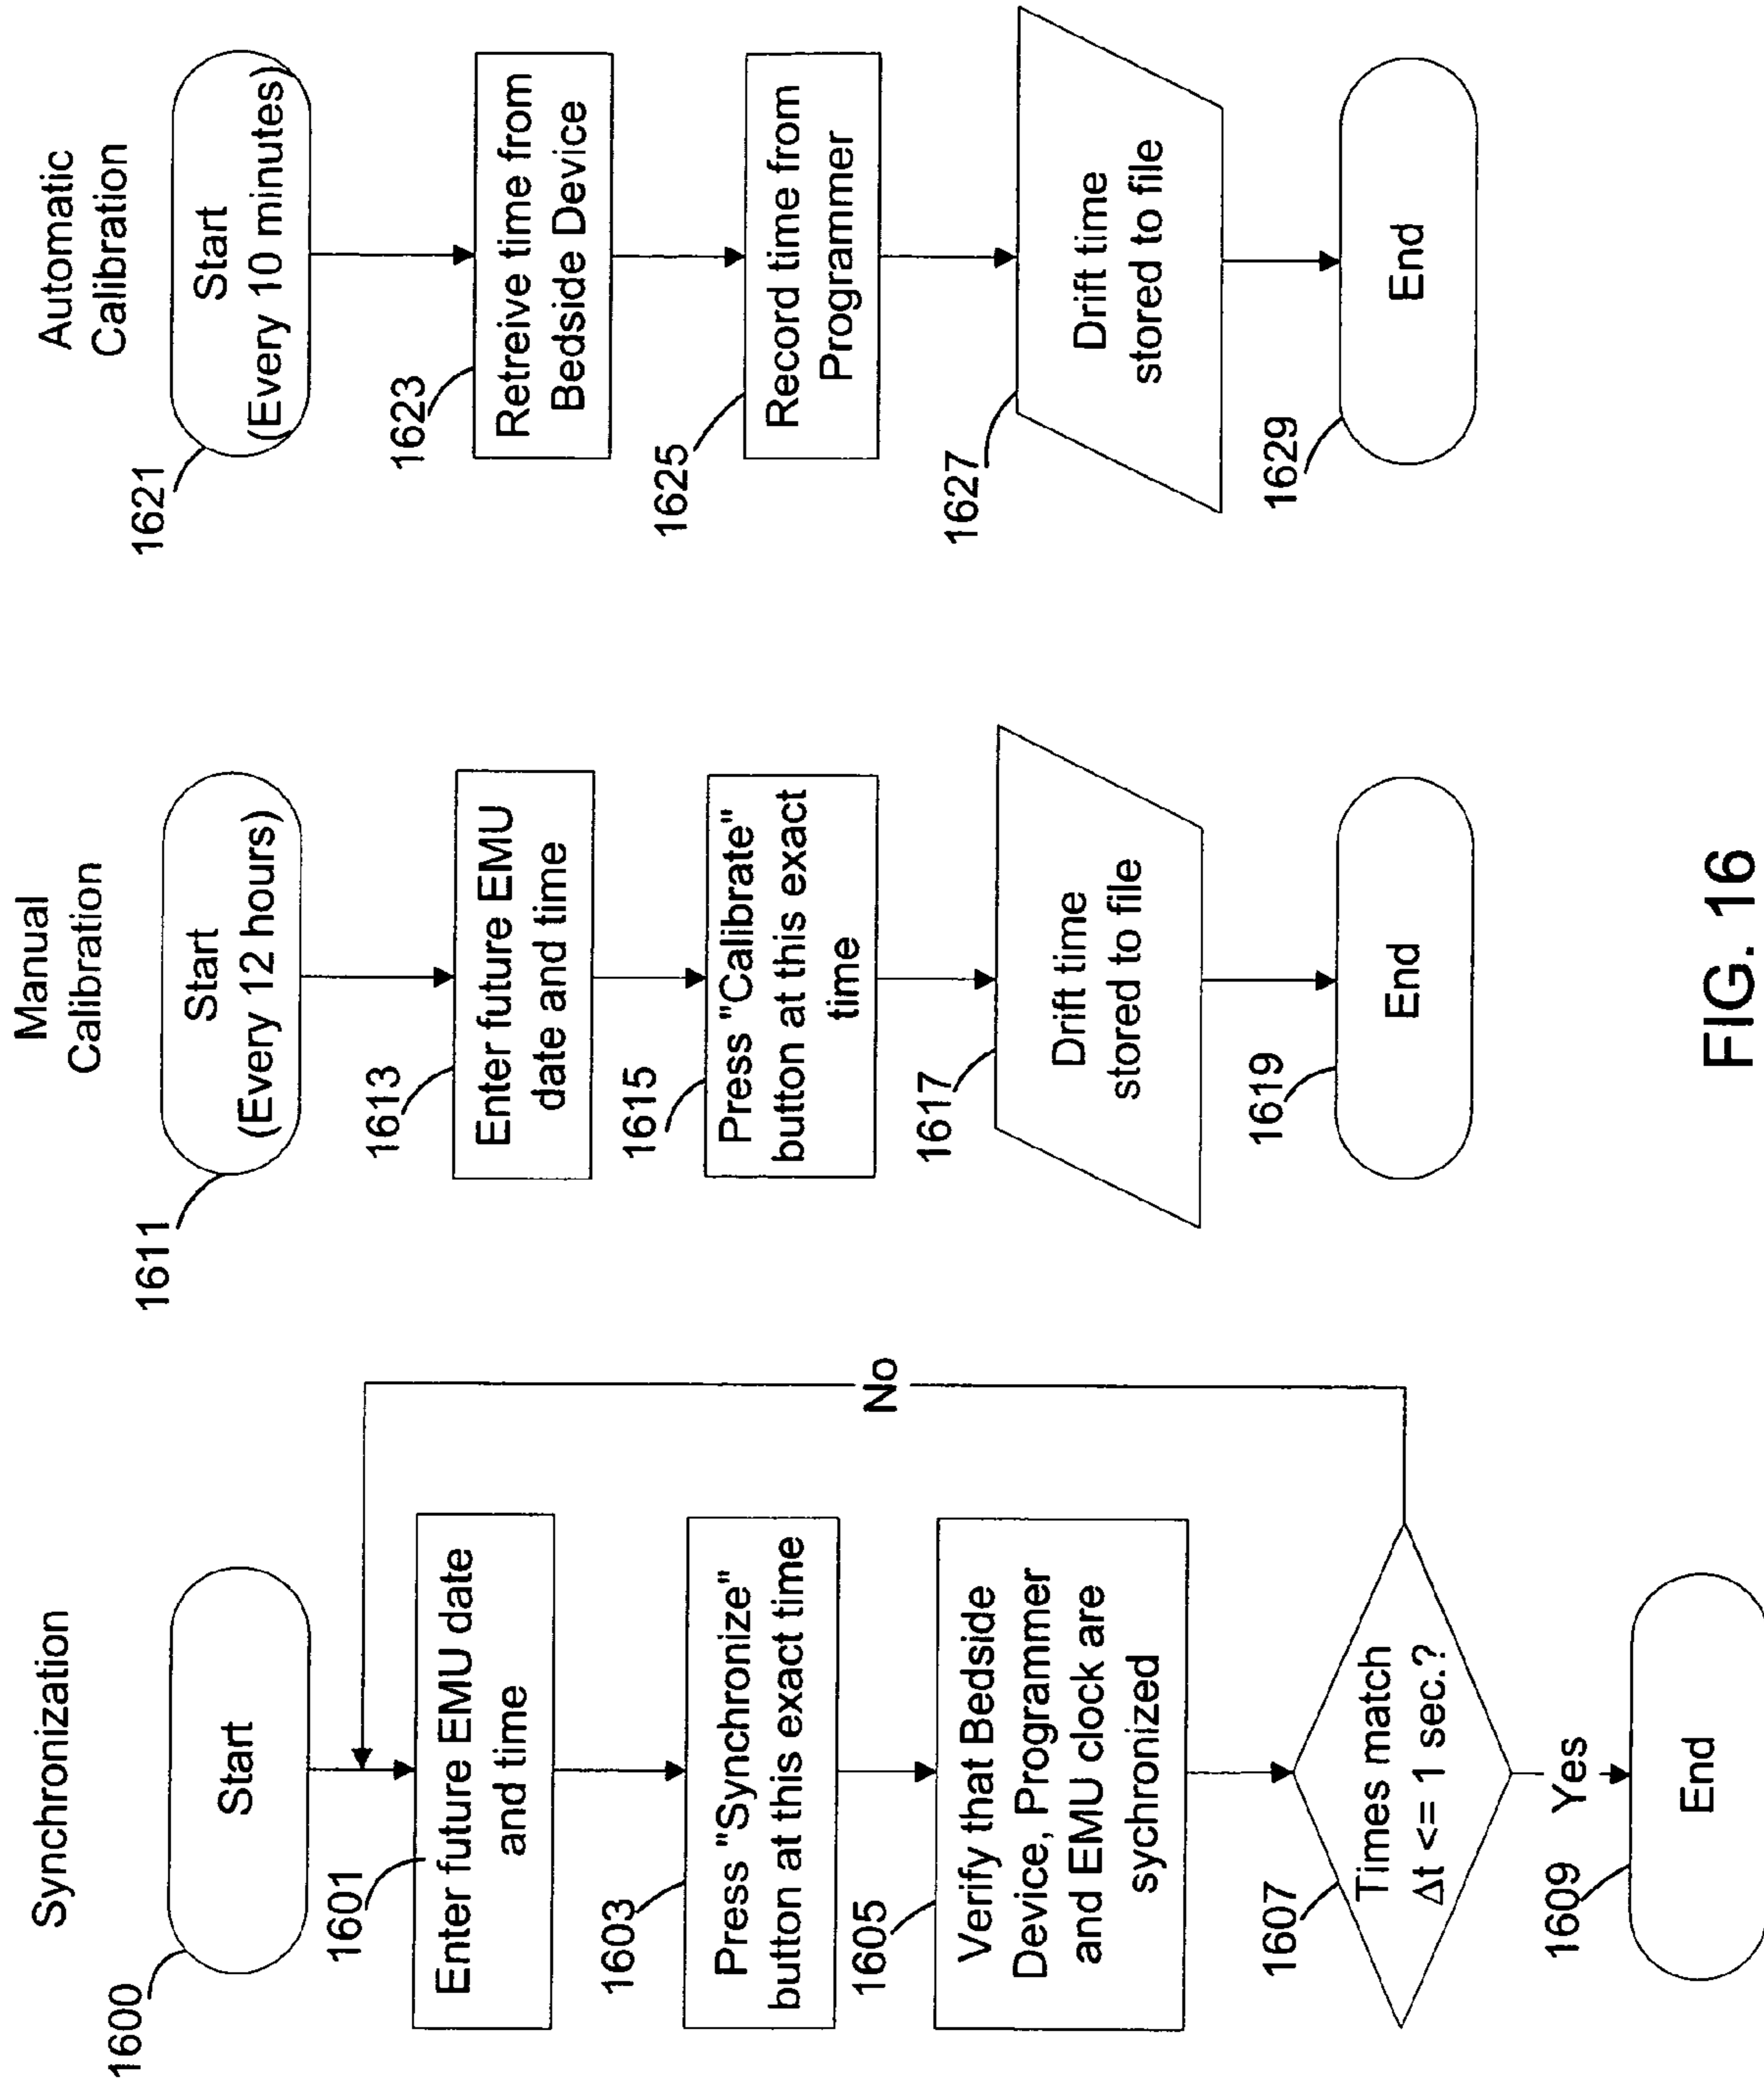 Synchronization
1600
Start
1601
Enter future EMU date
and time
1603
Press "Synchronize"
button at this exact time
1605
Verify that Bedside
Device, Programmer
and EMU clock are
sychronized
1607
Times match
Δt <= 1 sec.?
No
Yes
1609
End
Manual
Calibration
1611
Start
(Every 12 hours)
1613
Enter future EMU
date and time
1615
Press "Calibrate"
button at this exact
time
1617
Drift time
stored to file
1619
End
Automatic
Calibration
1621
Start
(Every 10 minutes)
1623
Retreive time from
Bedside Device
1625
Record time from
Programmer
1627
Drift time
stored to file
1629
End
FIG. 16